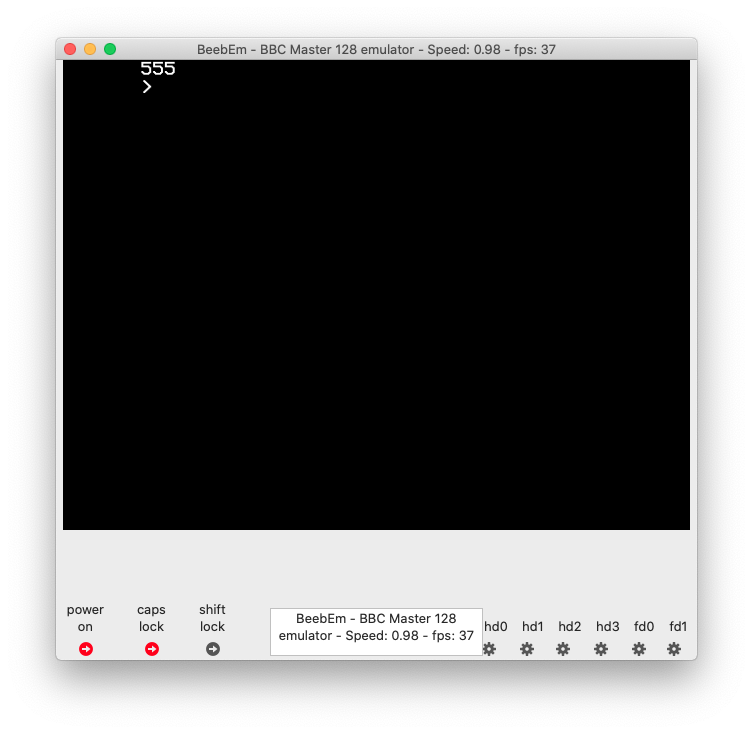 BeebEm - BBC Master 128 emulator - Speed: 0.98 - fps: 37
555
>
power on
caps lock
shift lock
BeebEm - BBC Master 128
emulator - Speed: 0.98 - fps: 37
hd0 hd1 hd2 hd3 fd0 fd1